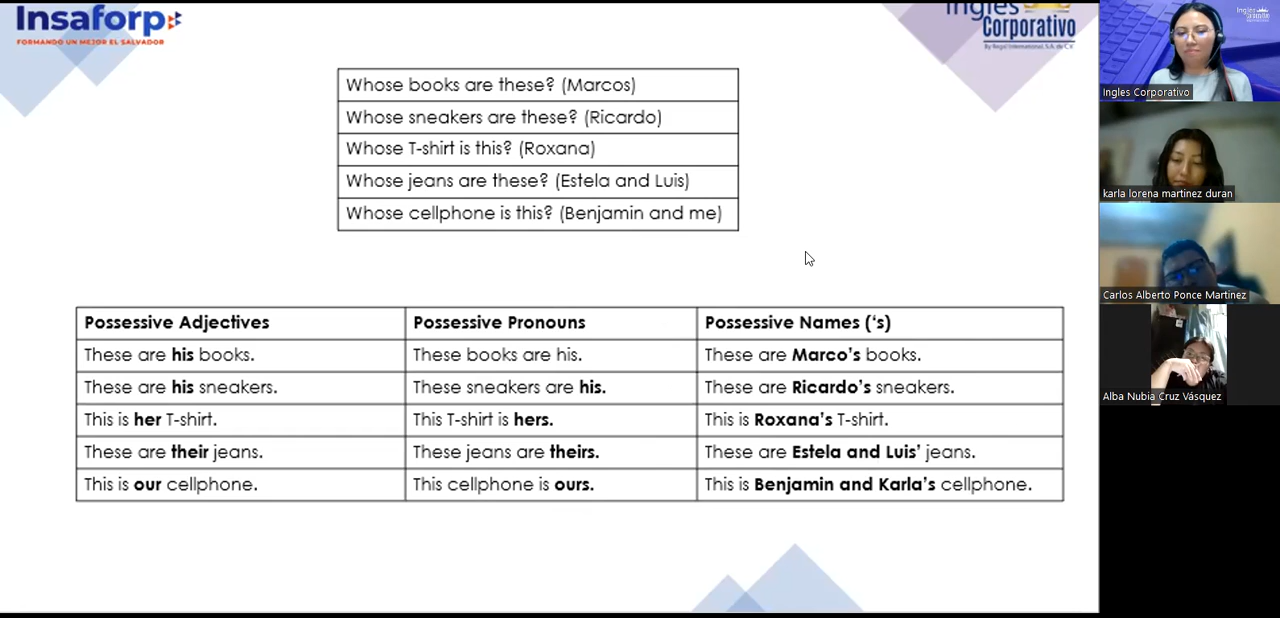 Insaforp
FORMANDO UN MEJOR EL SALVADOR
Ingles
Corporativo
By Regal International, S.A. de C.V.
Whose books are these? (Marcos)
Whose sneakers are these? (Ricardo)
Whose T-shirt is this? (Roxana)
Whose jeans are these? (Estela and Luis)
Whose cellphone is this? (Benjamin and me)
Possessive Adjectives Possessive Pronouns Possessive Names (‘s)
These are his books. These books are his. These are Marco’s books.
These are his sneakers. These sneakers are his. These are Ricardo’s sneakers.
This is her T-shirt. This T-shirt is hers. This is Roxana’s T-shirt.
These are their jeans. These jeans are theirs. These are Estela and Luis’ jeans.
This is our cellphone. This cellphone is ours. This is Benjamin and Karla’s cellphone.
Ingles
Ingles Corporativo
karla lorena martinez duran
Carlos Alberto Ponce Martinez
Alba Nubia Cruz Vásquez